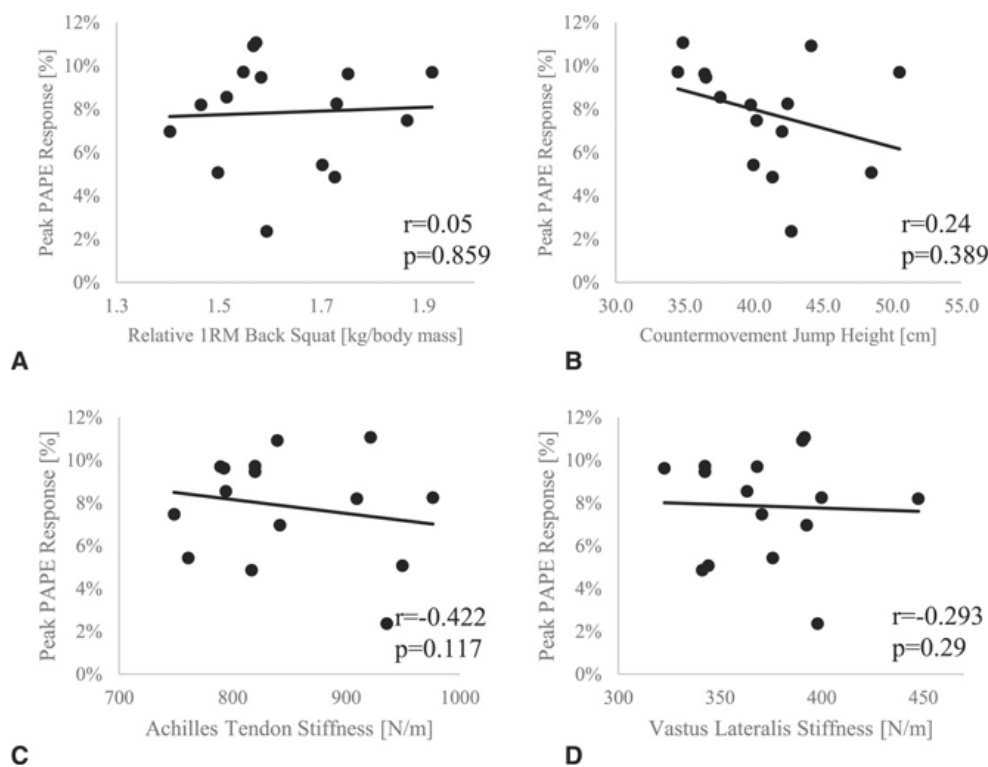 Peak PAPE Response [%]
12%
10%
8%
6%
4%
2%
0%
r=0.05
p=0.859
1.3 1.5 1.7 1.9
Relative 1RM Back Squat [kg/body mass]
A
Peak PAPE Response [%]
12%
10%
8%
6%
4%
2%
0%
r=0.24
p=0.389
30.0 35.0 40.0 45.0 50.0 55.0
Countermovement Jump Height [cm]
B
Peak PAPE Response [%]
12%
10%
8%
6%
4%
2%
0%
r=-0.422
p=0.117
700 800 900 1000
Achilles Tendon Stiffness [N/m]
C
Peak PAPE Response [%]
12%
10%
8%
6%
4%
2%
0%
r=-0.293
p=0.29
300 350 400 450
Vastus Lateralis Stiffness [N/m]
D